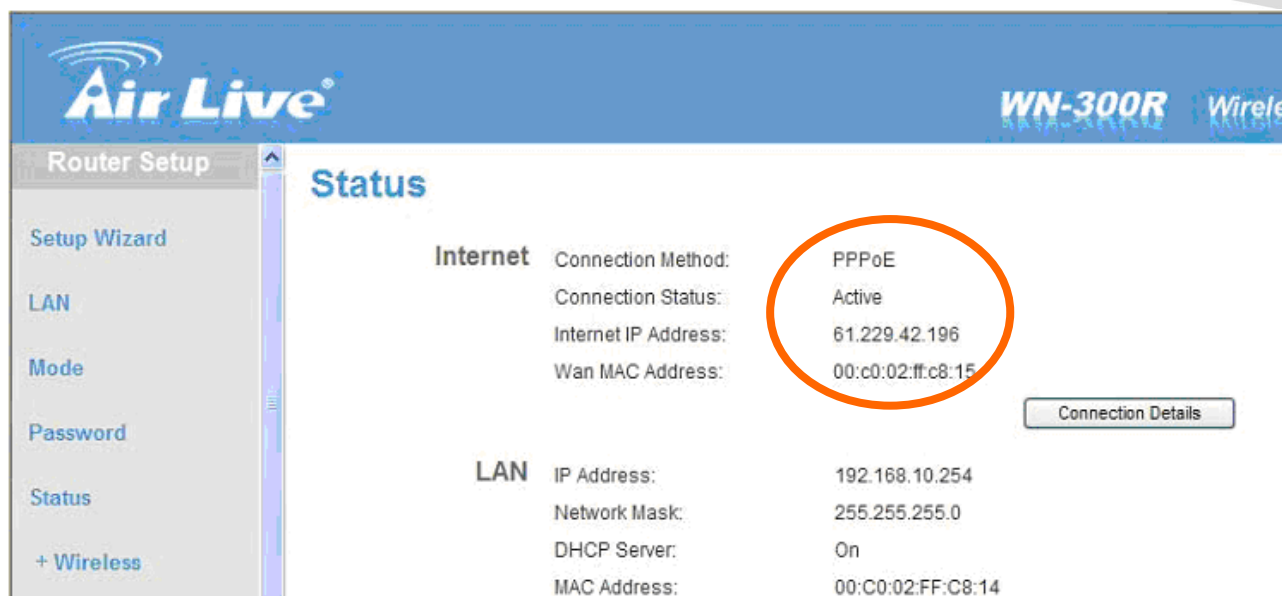 Air Live®
WN-300R
Router Setup
Setup Wizard
LAN
Mode
Password
Status
+ Wireless
Status
Internet
Connection Method: PPPoE
Connection Status: Active
Internet IP Address: 61.229.42.196
Wan MAC Address: 00:c0:02:ff:c8:15
Connection Details
LAN
IP Address: 192.168.10.254
Network Mask: 255.255.255.0
DHCP Server: On
MAC Address: 00:C0:02:FF:C8:14